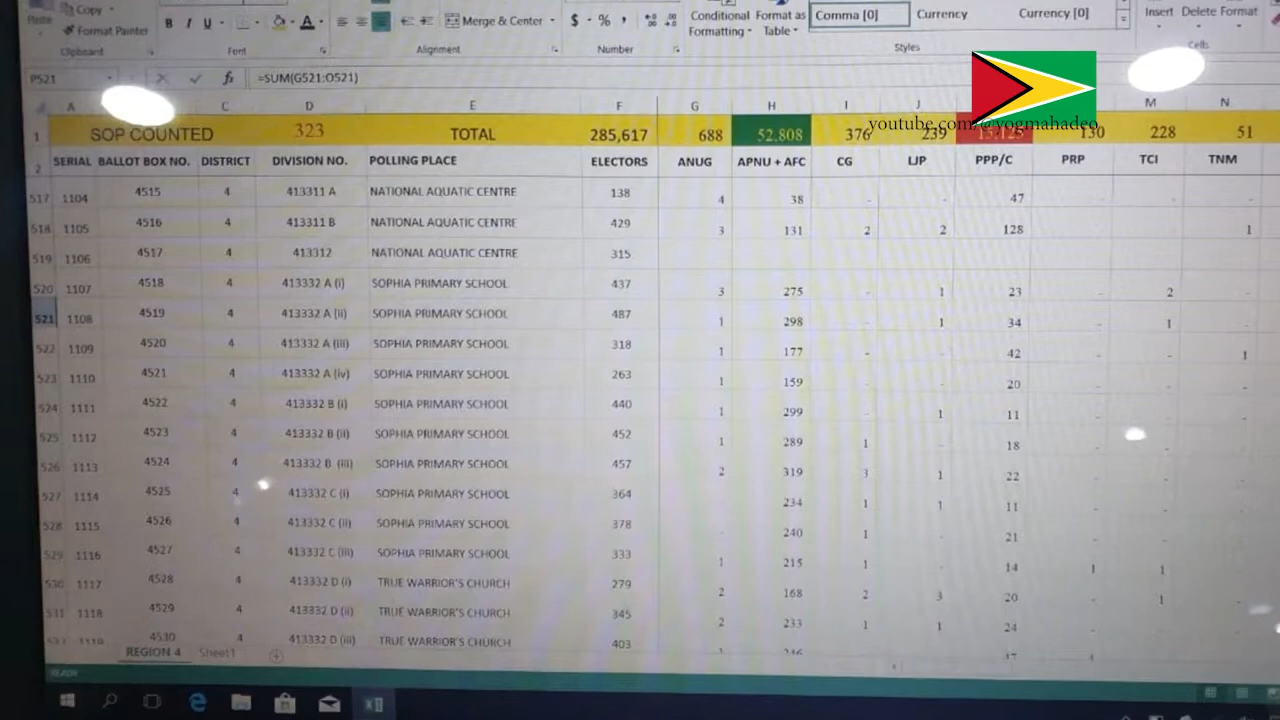 Copy
Format Painter
Clipboard
B I U A
Font
Merge & Center
Alignment
$ % ,
Number
Conditional Formatting
Format as Table
Comma [0] Currency Currency [0]
Styles
Insert Delete Format
Cells
P521 fx =SUM(G521:O521)
A C D E F G H I J M N
1 SOP COUNTED 323 TOTAL 285,617 688 52,808 376 239 130 228 51
youtube.com/@yogmahadeo
2 SERIAL BALLOT BOX NO. DISTRICT DIVISION NO. POLLING PLACE ELECTORS ANUG APNU + AFC CG LJP PPP/C PRP TCI TNM
517 1104 4515 4 413311 A NATIONAL AQUATIC CENTRE 138 4 38 - - 47 - - -
518 1105 4516 4 413311 B NATIONAL AQUATIC CENTRE 429 3 131 2 2 128 1
519 1106 4517 4 413312 NATIONAL AQUATIC CENTRE 315
520 1107 4518 4 413332 A (i) SOPHIA PRIMARY SCHOOL 437 3 275 - 1 23 - 2 -
521 1108 4519 4 413332 A (ii) SOPHIA PRIMARY SCHOOL 487 1 298 - 1 34 - 1 -
522 1109 4520 4 413332 A (iii) SOPHIA PRIMARY SCHOOL 318 1 177 - - 42 - - 1
523 1110 4521 4 413332 A (iv) SOPHIA PRIMARY SCHOOL 263 1 159 20 - - -
524 1111 4522 4 413332 B (i) SOPHIA PRIMARY SCHOOL 440 1 299 - 1 11 - - -
525 1112 4523 4 413332 B (ii) SOPHIA PRIMARY SCHOOL 452 1 289 1 18 - - -
526 1113 4524 4 413332 B (iii) SOPHIA PRIMARY SCHOOL 457 2 319 3 1 22 - - -
527 1114 4525 4 413332 C (i) SOPHIA PRIMARY SCHOOL 364 234 1 1 11 - -
528 1115 4526 4 413332 C (ii) SOPHIA PRIMARY SCHOOL 378 - 240 1 21 - -
529 1116 4527 4 413332 C (iii) SOPHIA PRIMARY SCHOOL 333 1 215 1 - 14 1 1
530 1117 4528 4 413332 D (i) TRUE WARRIOR'S CHURCH 279 2 168 2 3 20 - 1
531 1118 4529 4 413332 D (ii) TRUE WARRIOR'S CHURCH 345 2 233 1 1 24 - -
4530 4 413332 D (iii) TRUE WARRIOR'S CHURCH 403
REGION 4 Sheet1
READY